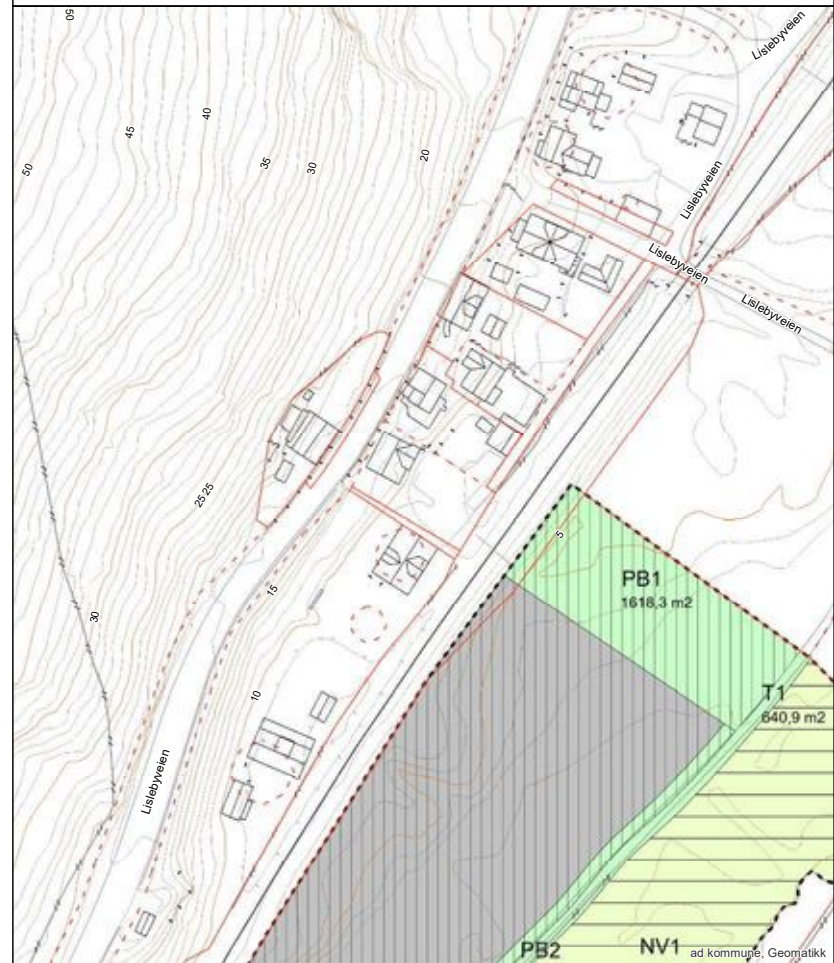 50
Lislebyveien
40
45
20
35
30
50
Lislebyveien
Lislebyveien
Lislebyveien
25 25
5
PB1
1618,3 m2
15
30
10
T1
640,9 m2
Lislebyveien
PB2
NV1
ad kommune, Geomatikk